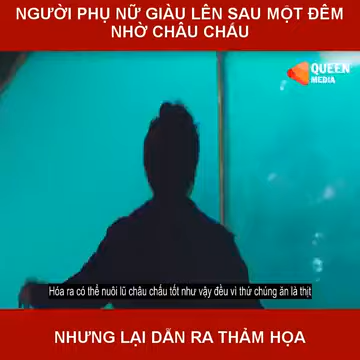 NGƯỜI PHỤ NỮ GIÀU LÊN SAU MỘT ĐÊM
NHỜ CHÂU CHẤU
QUEEN
MEDIA
Hóa ra có thể nuôi lũ châu chấu tốt như vậy đều vì thứ chúng ăn là thịt
NHƯNG LẠI DẪN RA THẢM HỌA